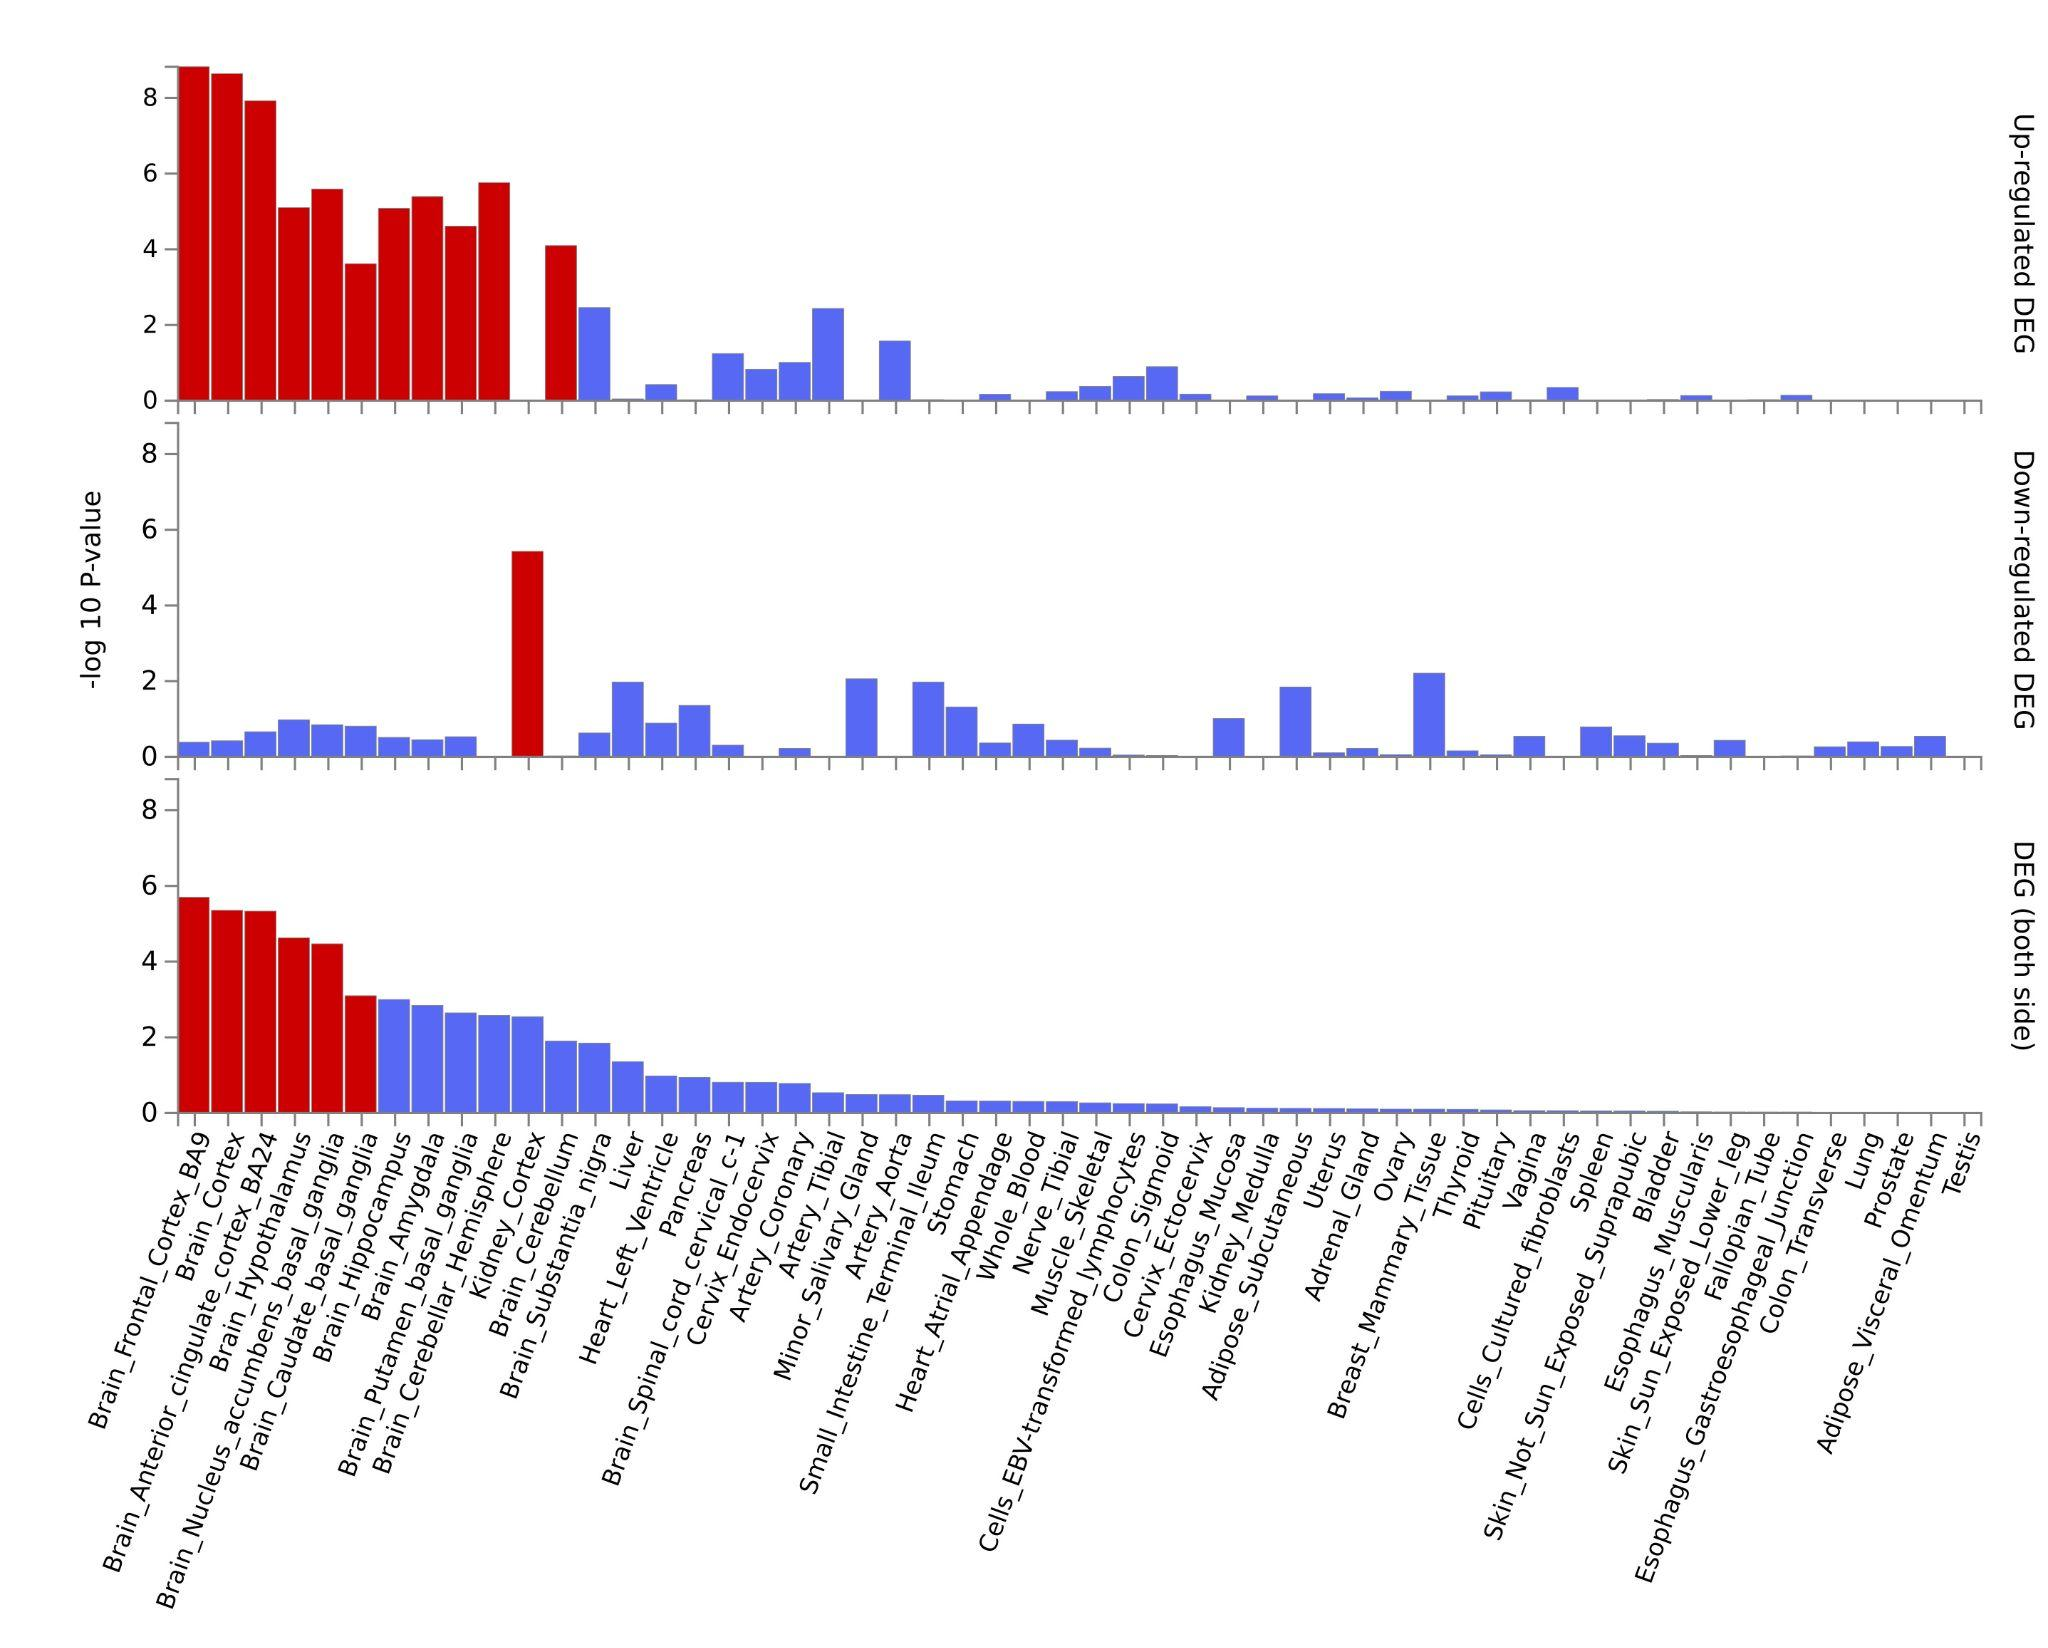 8
6
4
2
0
Up-regulated DEG
8
6
4
2
0
Down-regulated DEG
-log 10 P-value
8
6
4
2
0
DEG (both side)
Brain_Frontal_Cortex_BA9
Brain_Cortex
Brain_Anterior_cingulate_cortex_BA24
Brain_Hypothalamus
Brain_Nucleus_accumbens_basal_ganglia
Brain_Caudate_basal_ganglia
Brain_Hippocampus
Brain_Amygdala
Brain_Putamen_basal_ganglia
Brain_Cerebellar_Hemisphere
Kidney_Cortex
Brain_Cerebellum
Brain_Substantia_nigra
Liver
Heart_Left_Ventricle
Pancreas
Brain_Spinal_cord_cervical_c-1
Cervix_Endocervix
Artery_Coronary
Artery_Tibial
Minor_Salivary_Gland
Artery_Aorta
Small_Intestine_Terminal_Ileum
Stomach
Heart_Atrial_Appendage
Whole_Blood
Nerve_Tibial
Muscle_Skeletal
Cells_EBV-transformed_lymphocytes
Colon_Sigmoid
Cervix_Ectocervix
Esophagus_Mucosa
Kidney_Medulla
Adipose_Subcutaneous
Uterus
Adrenal_Gland
Ovary
Breast_Mammary_Tissue
Thyroid
Pituitary
Vagina
Cells_Cultured_fibroblasts
Spleen
Skin_Not_Sun_Exposed_Suprapubic
Bladder
Esophagus_Muscularis
Skin_Sun_Exposed_Lower_leg
Fallopian_Tube
Esophagus_Gastroesophageal_Junction
Colon_Transverse
Lung
Prostate
Adipose_Visceral_Omentum
Testis